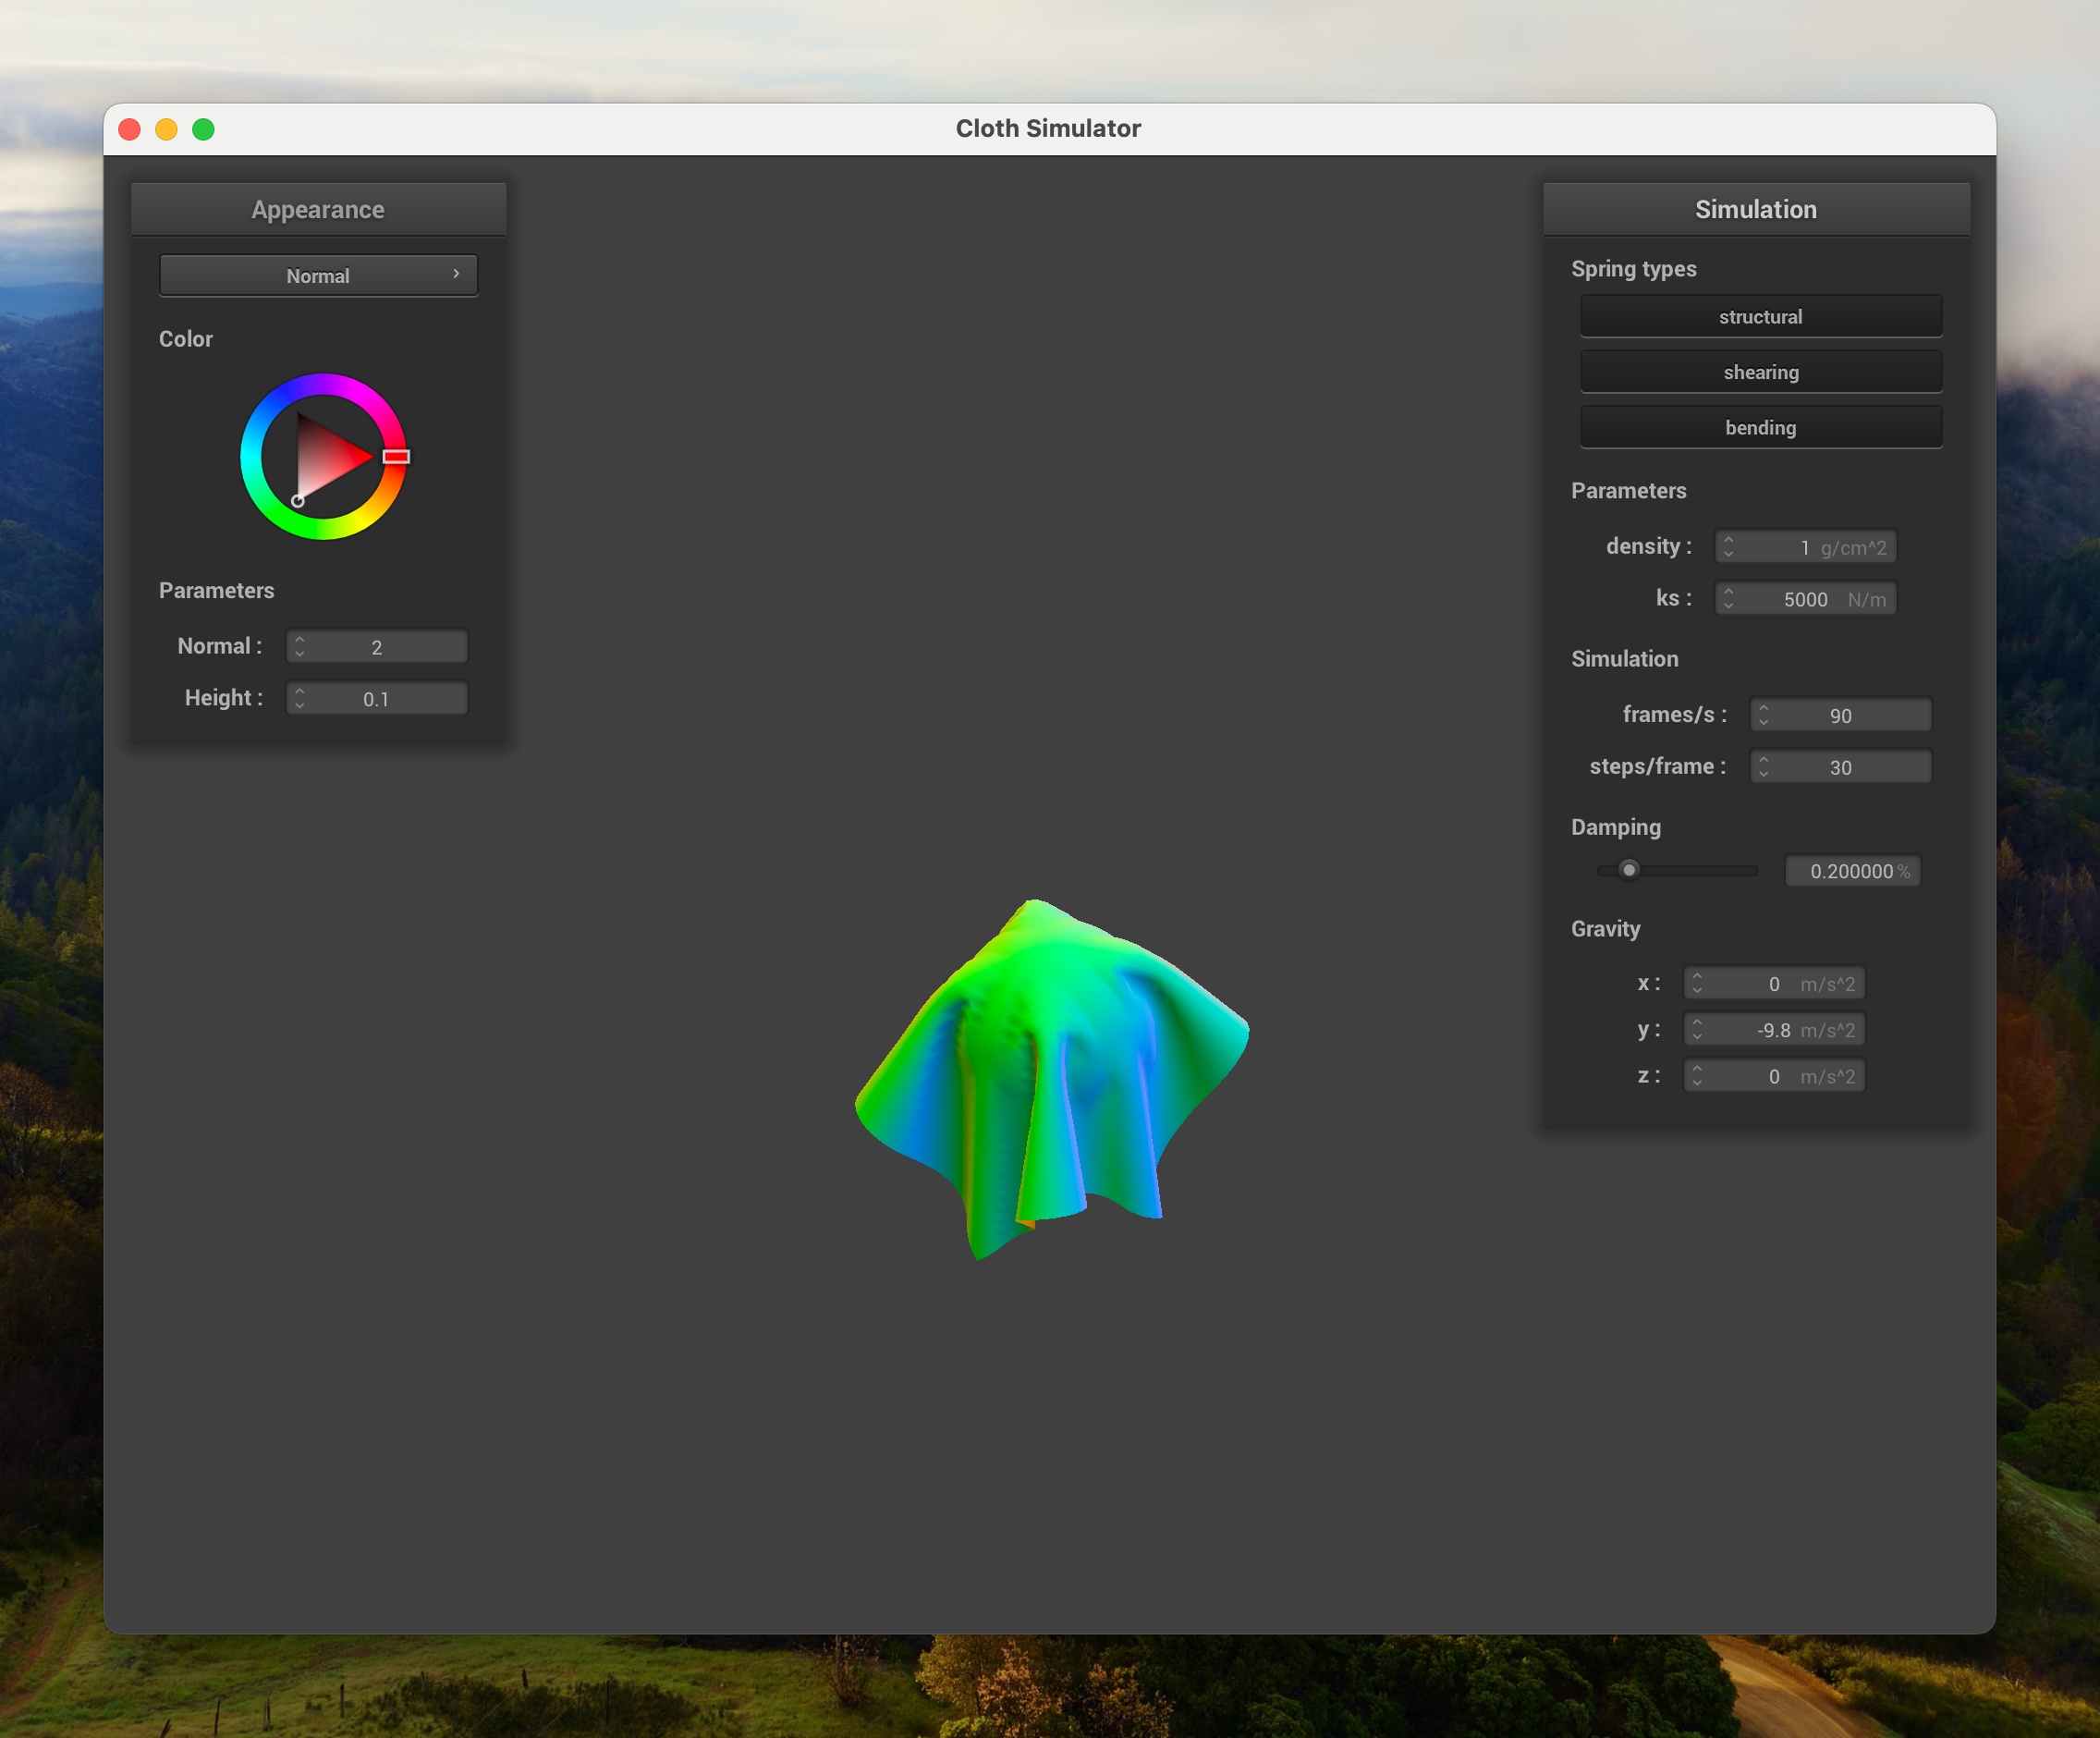 Cloth Simulator
Appearance
Normal
Color
Parameters
Normal : 2
Height : 0.1
Simulation
Spring types
structural
shearing
bending
Parameters
density : 1 g/cm^2
ks : 5000 N/m
Simulation
frames/s : 90
steps/frame : 30
Damping
0.200000 %
Gravity
x : 0 m/s^2
y : -9.8 m/s^2
z : 0 m/s^2